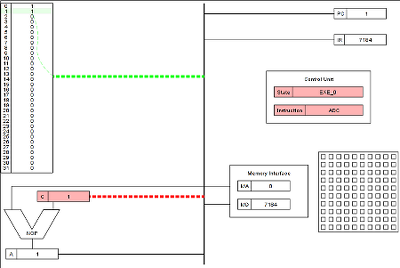 0 1
1 1
2 0
3 0
4 0
5 0
6 0
7 0
8 0
9 0
10 0
11 0
12 0
13 0
14 0
15 0
16 0
17 0
18 0
19 0
20 0
21 0
22 0
23 0
24 0
25 0
26 0
27 0
28 0
29 0
30 0
31 0
PC 1
IR 7184
Control Unit
State EXE_0
Instruction ADC
Memory Interface
MA 0
MD 7184
C 1
NOP
A 1